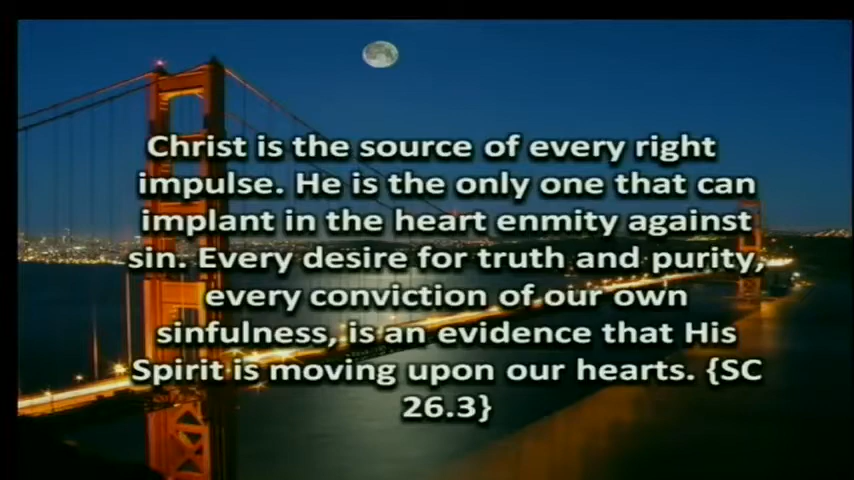 Christ is the source of every right
impulse. He is the only one that can
implant in the heart enmity against
sin. Every desire for truth and purity,
every conviction of our own
sinfulness, is an evidence that His
Spirit is moving upon our hearts. {SC
26.3}